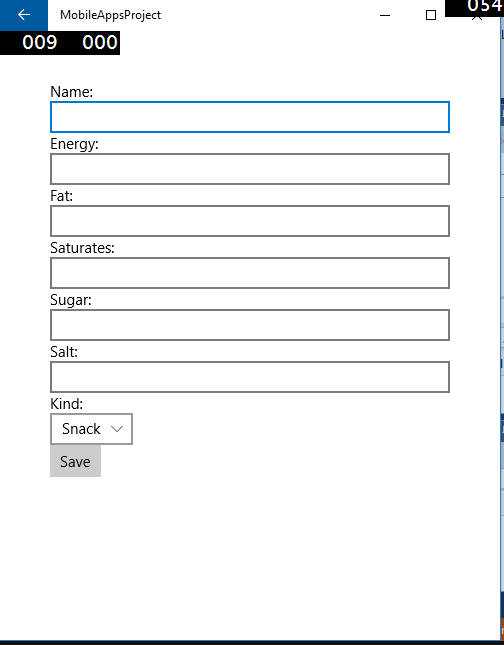 MobileAppsProject
054
009 000
Name:
Energy:
Fat:
Saturates:
Sugar:
Salt:
Kind:
Snack
Save